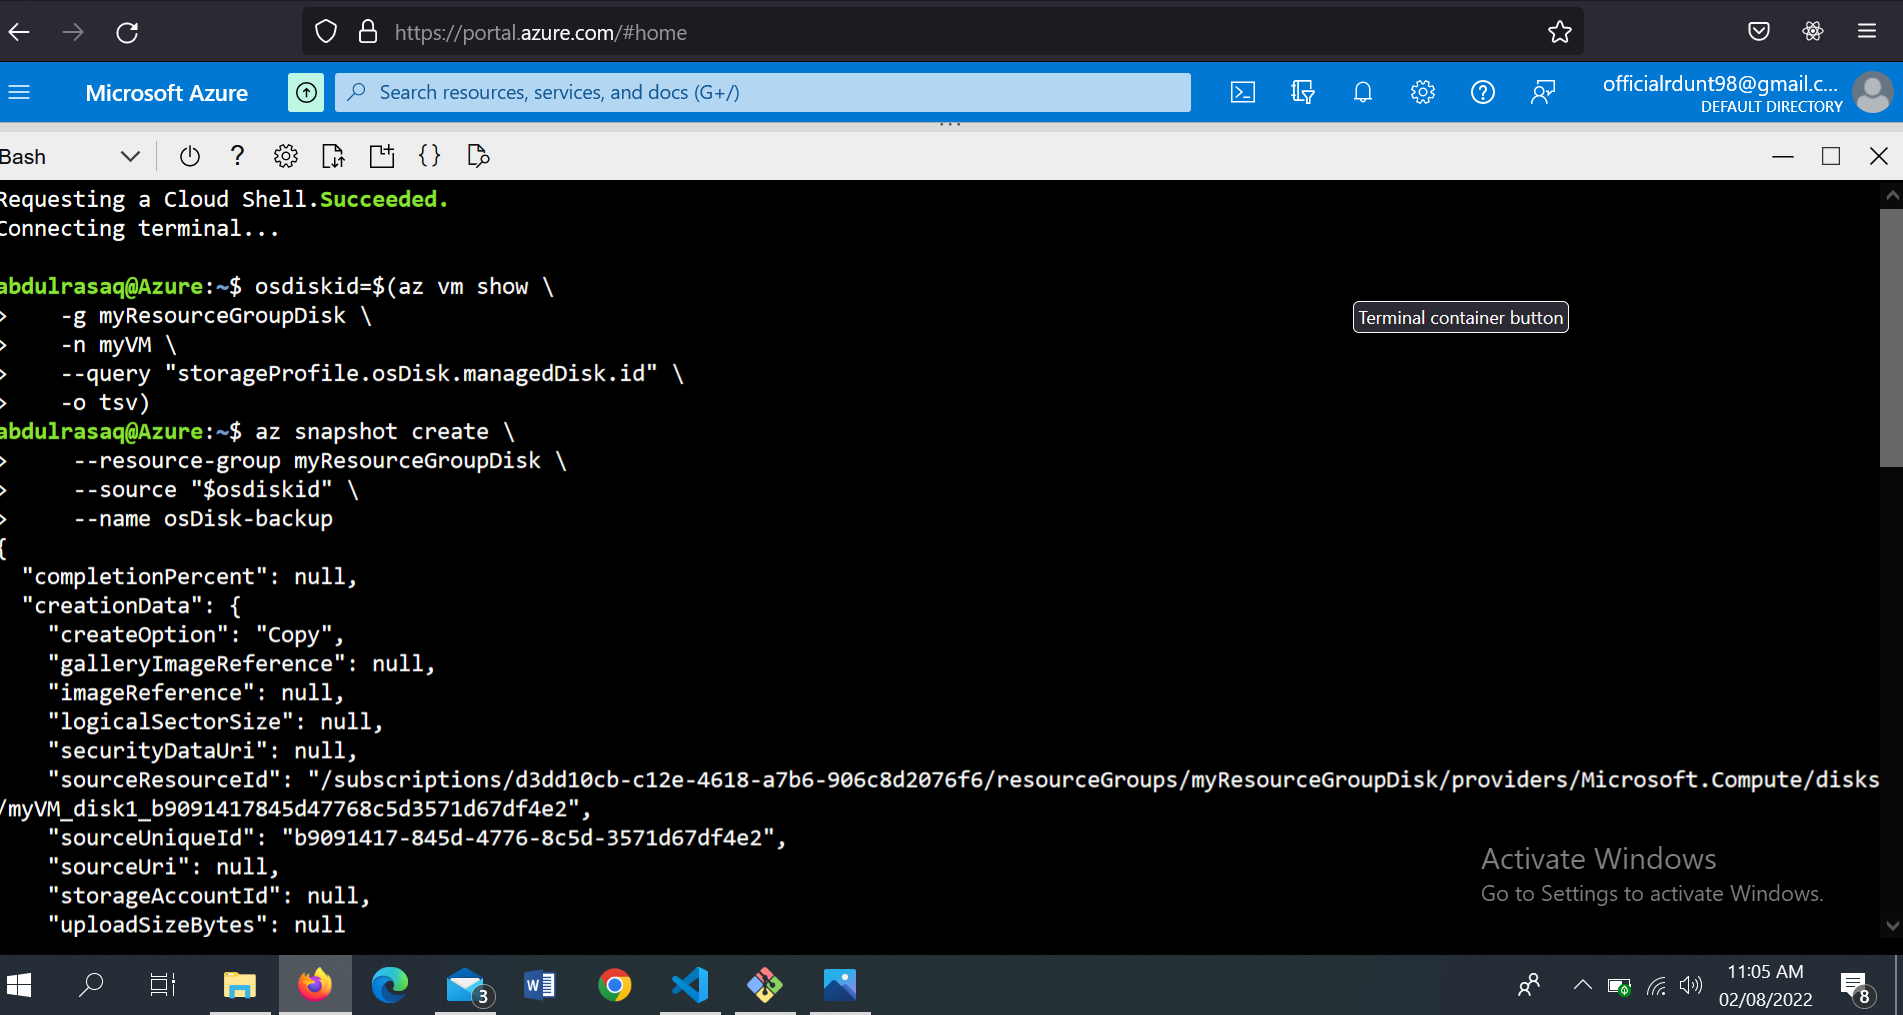 https://portal.azure.com/#home
Microsoft Azure
Search resources, services, and docs (G+/)
officialrdunt98@gmail.c...
DEFAULT DIRECTORY
...
Bash
?
{}
Requesting a Cloud Shell.Succeeded.
Connecting terminal...
abdulrasaq@Azure:~$ osdiskid=$(az vm show \
>    -g myResourceGroupDisk \
>    -n myVM \
>    --query "storageProfile.osDisk.managedDisk.id" \
>    -o tsv)
abdulrasaq@Azure:~$ az snapshot create \
>     --resource-group myResourceGroupDisk \
>     --source "$osdiskid" \
>     --name osDisk-backup
{
  "completionPercent": null,
  "creationData": {
    "createOption": "Copy",
    "galleryImageReference": null,
    "imageReference": null,
    "logicalSectorSize": null,
    "securityDataUri": null,
    "sourceResourceId": "/subscriptions/d3dd10cb-c12e-4618-a7b6-906c8d2076f6/resourceGroups/myResourceGroupDisk/providers/Microsoft.Compute/disks
/myVM_disk1_b9091417845d47768c5d3571d67df4e2",
    "sourceUniqueId": "b9091417-845d-4776-8c5d-3571d67df4e2",
    "sourceUri": null,
    "storageAccountId": null,
    "uploadSizeBytes": null
Terminal container button
Activate Windows
Go to Settings to activate Windows.
3
W
11:05 AM
02/08/2022
8